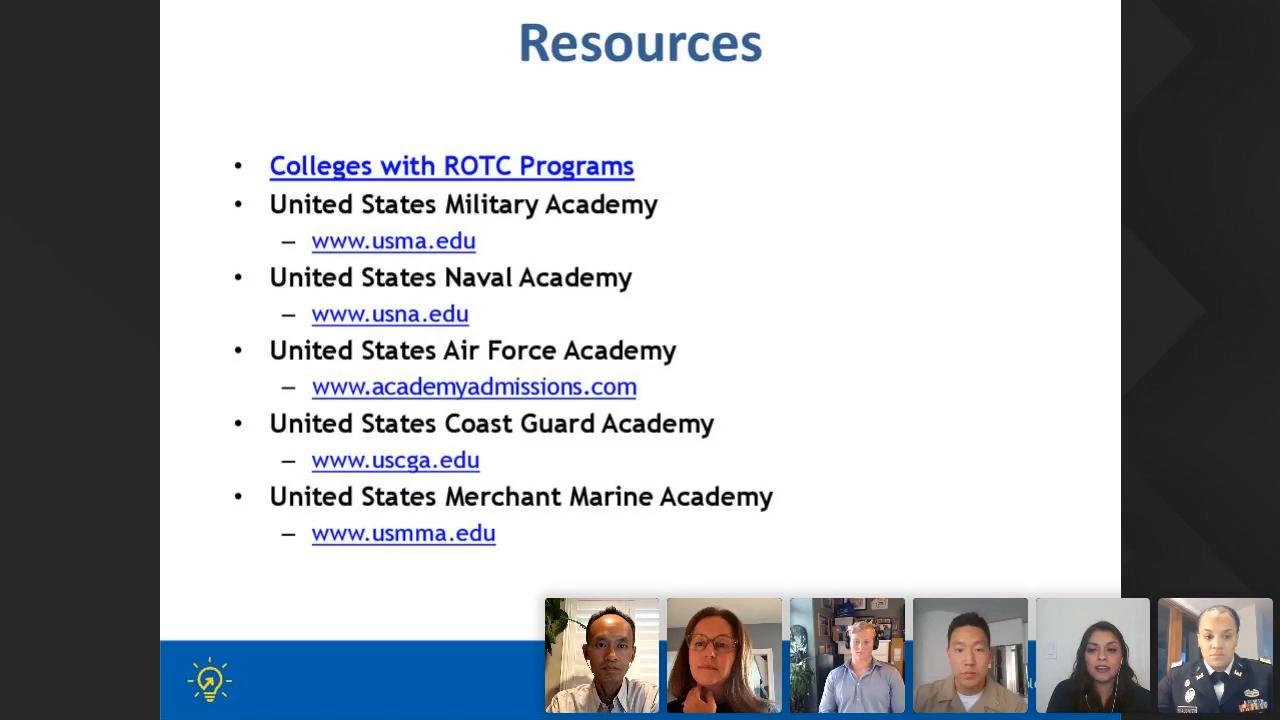 Resources
• Colleges with ROTC Programs
• United States Military Academy
– www.usma.edu
• United States Naval Academy
– www.usna.edu
• United States Air Force Academy
– www.academyadmissions.com
• United States Coast Guard Academy
– www.uscga.edu
• United States Merchant Marine Academy
– www.usmma.edu